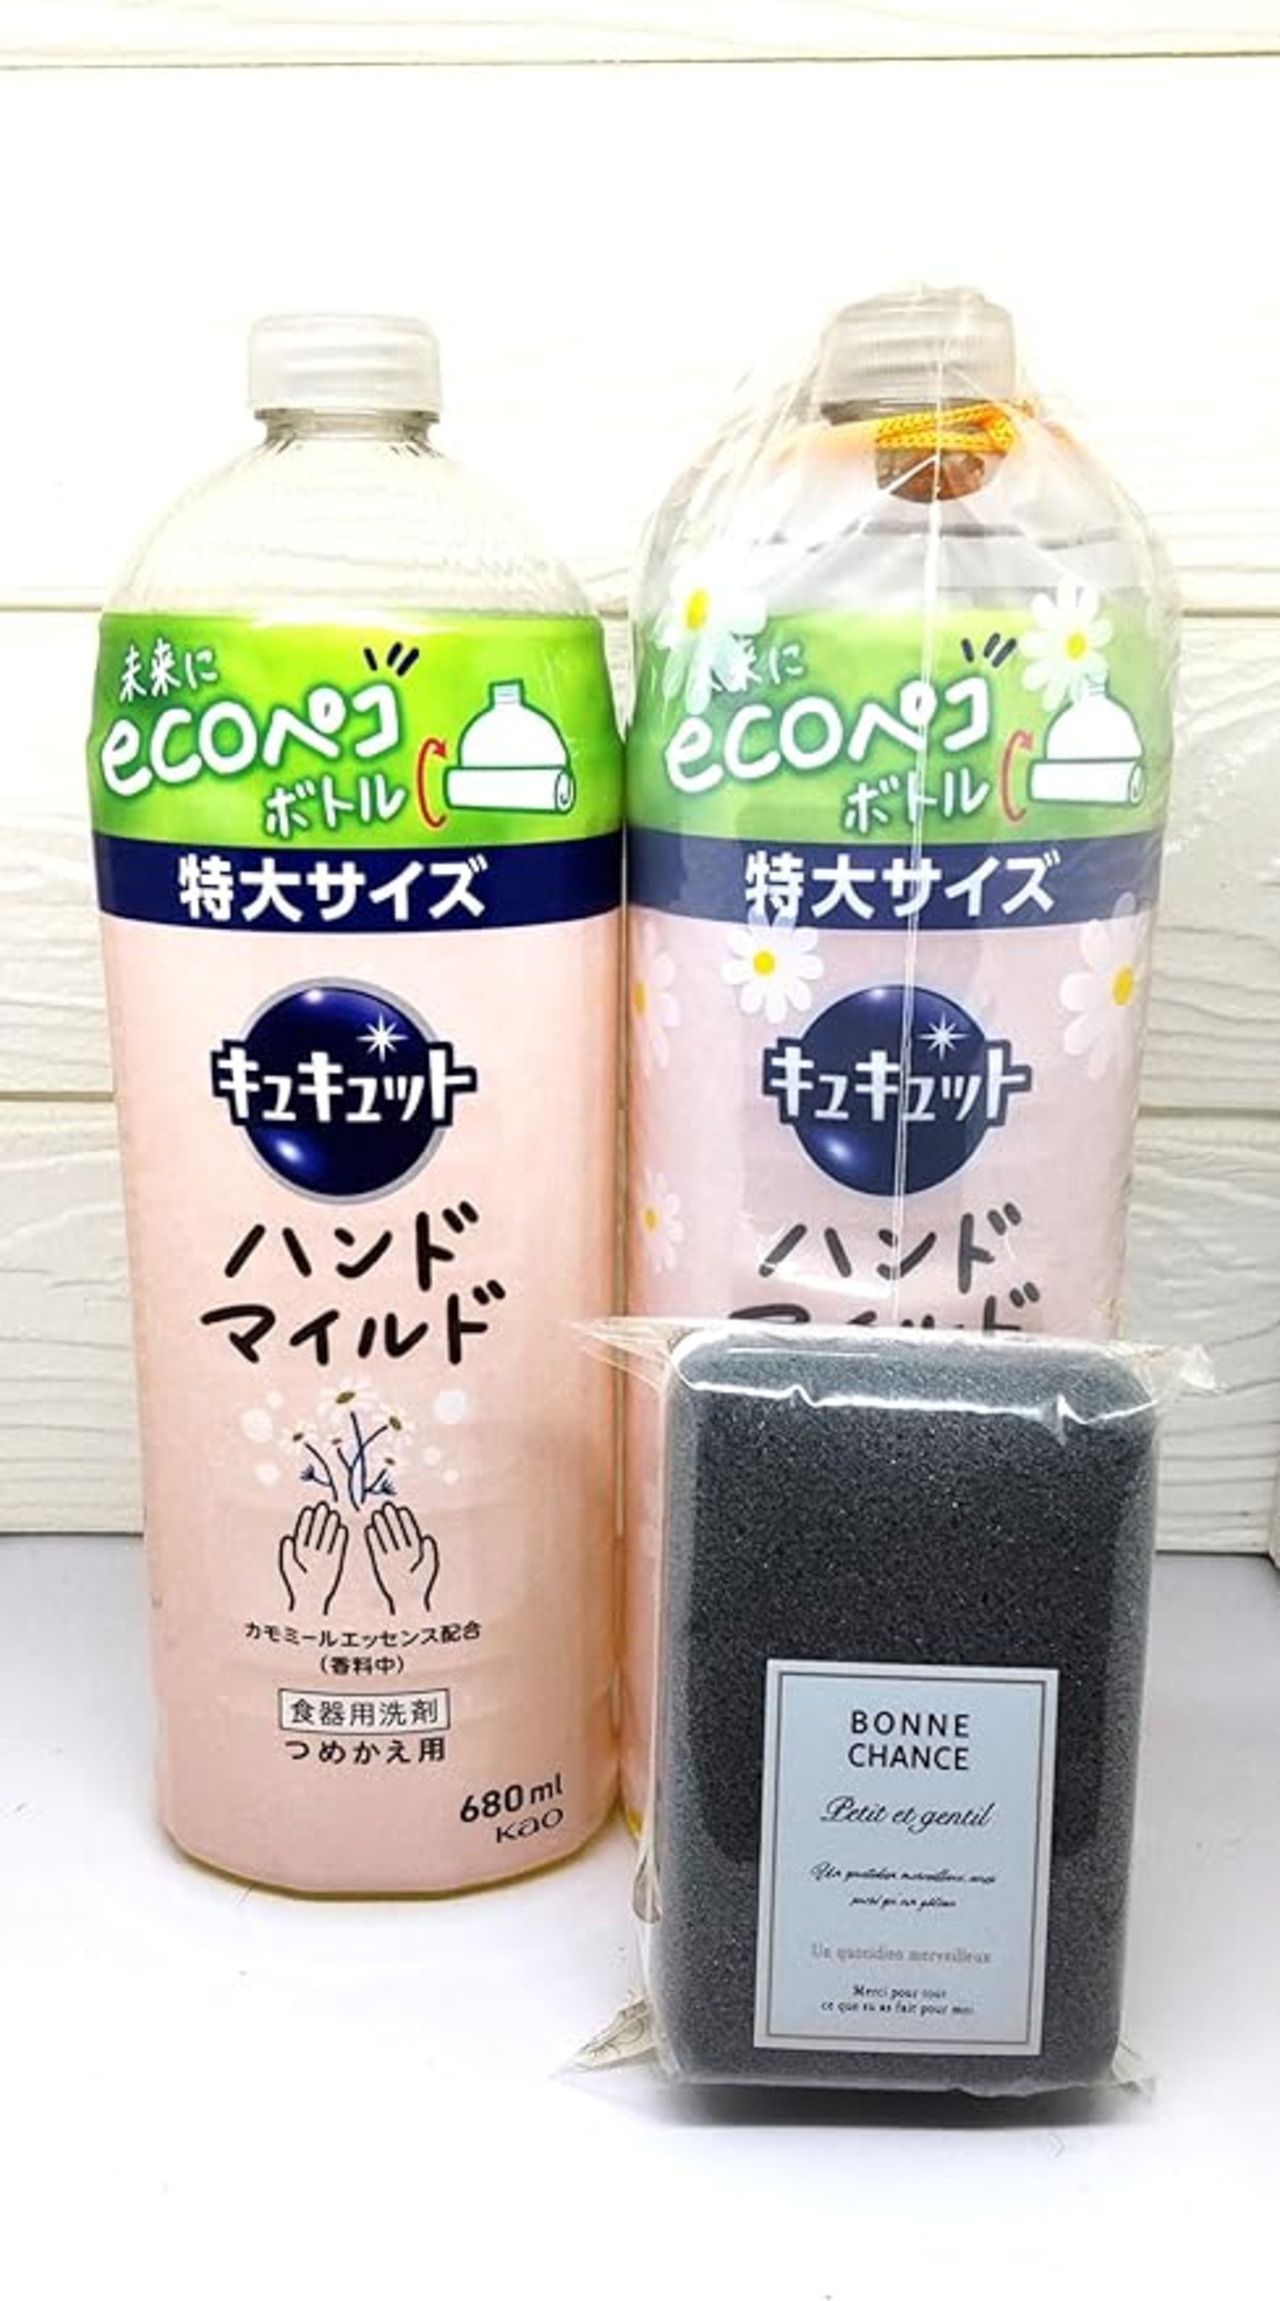 未来に
ecoペコ
ボトル
特大サイズ
キュキュット
ハンド
マイルド
カモミールエッセンス配合
(香料中)
食器用洗剤
つめかえ用
680ml
Kao
未来に
ecoペコ
ボトル
特大サイズ
キュキュット
ハンド
マイルド
BONNE
CHANCE
Petit et gentil
Un quotidien merveilleux
Merci pour tout
ce que tu as fait pour moi.